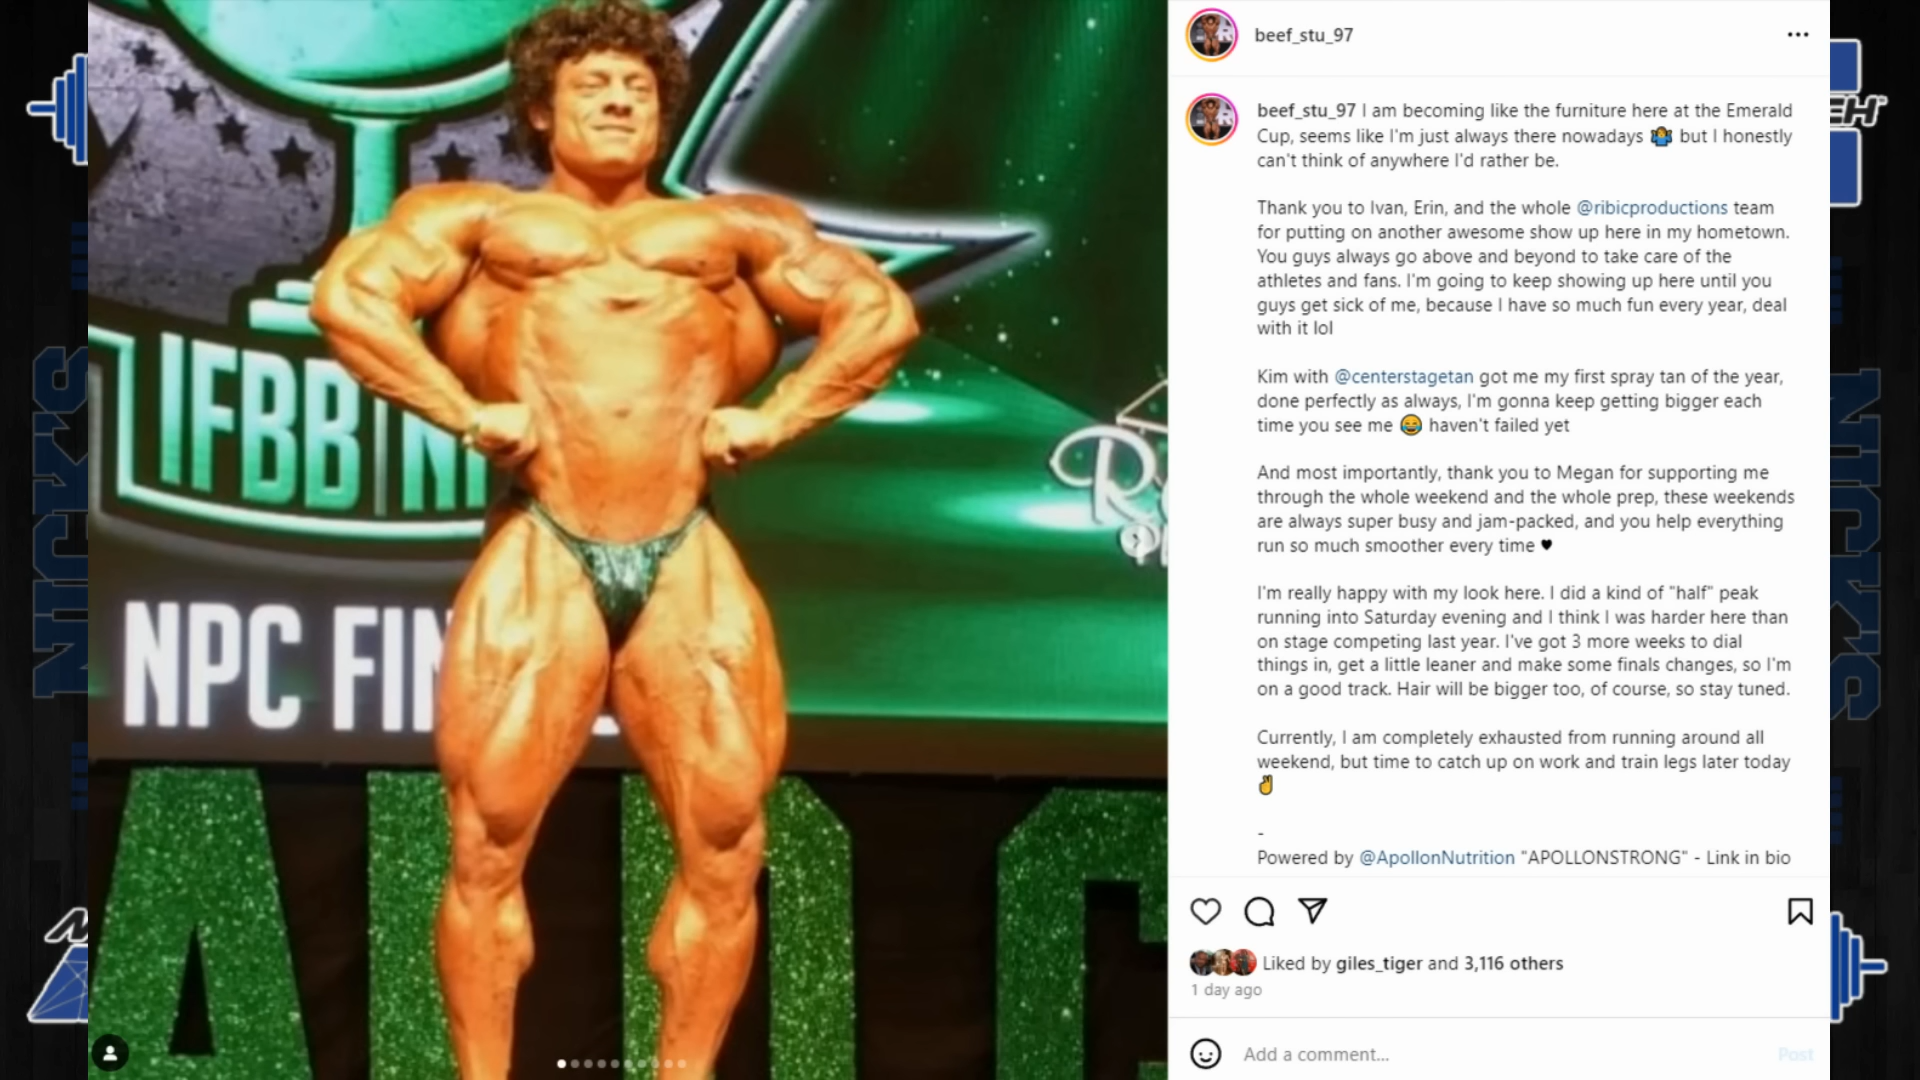 beef_stu_97
beef_stu_97 I am becoming like the furniture here at the Emerald
Cup, seems like I'm just always there nowadays 🤷 but I honestly
can't think of anywhere I'd rather be.
Thank you to Ivan, Erin, and the whole @ribicproductions team
for putting on another awesome show up here in my hometown.
You guys always go above and beyond to take care of the
athletes and fans. I'm going to keep showing up here until you
guys get sick of me, because I have so much fun every year, deal
with it lol
Kim with @centerstagetan got me my first spray tan of the year,
done perfectly as always, I'm gonna keep getting bigger each
time you see me 😂 haven't failed yet
And most importantly, thank you to Megan for supporting me
through the whole weekend and the whole prep, these weekends
are always super busy and jam-packed, and you help everything
run so much smoother every time ♥
I'm really happy with my look here. I did a kind of "half" peak
running into Saturday evening and I think I was harder here than
on stage competing last year. I've got 3 more weeks to dial
things in, get a little leaner and make some finals changes, so I'm
on a good track. Hair will be bigger too, of course, so stay tuned.
Currently, I am completely exhausted from running around all
weekend, but time to catch up on work and train legs later today
✌
-
Powered by @ApollonNutrition "APOLLONSTRONG" - Link in bio
Liked by giles_tiger and 3,116 others
1 day ago
Add a comment...
Post
IFBB
NPC FIN
NICKS
NICKS